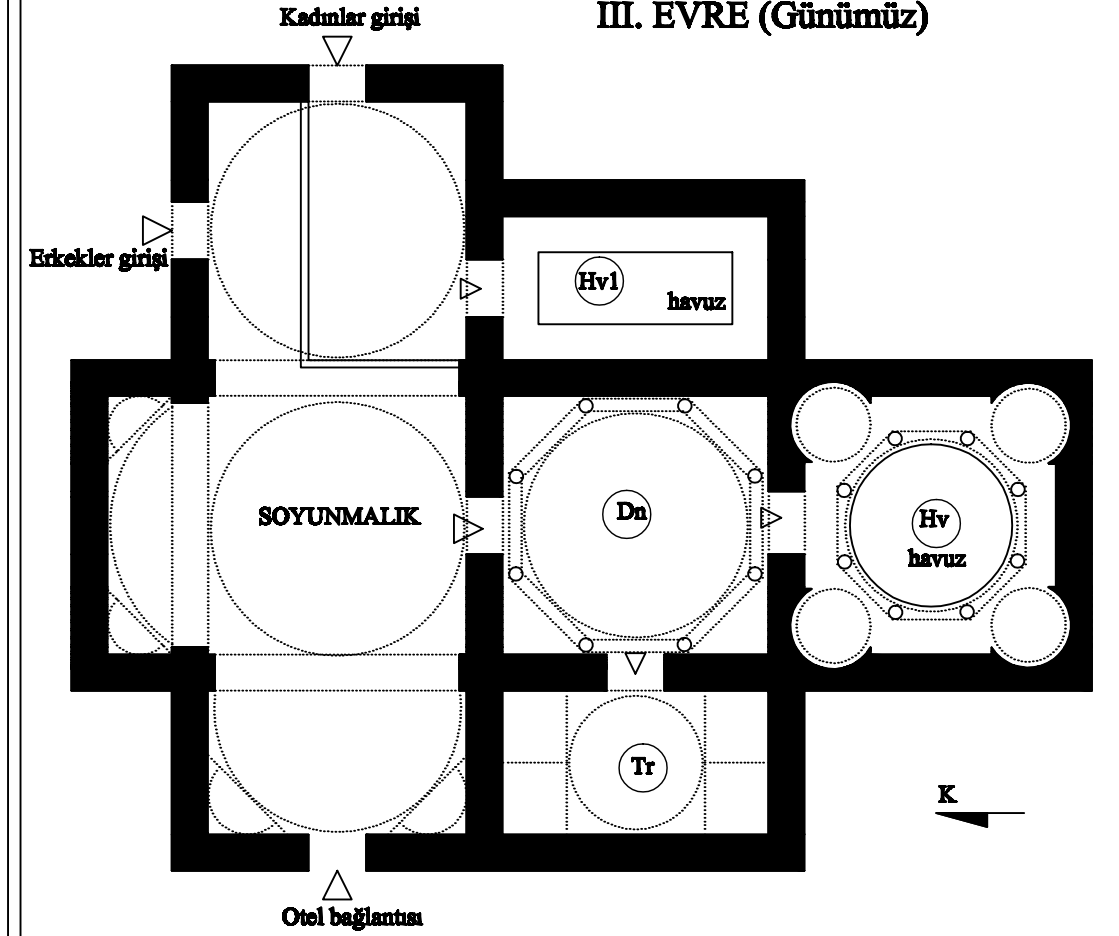 III. EVRE (Günümüz)
Kadınlar girişi
Erkekler girişi
Hv1
havuz
SOYUNMALIK
Dn
Hv
havuz
Tr
K
Otel bağlantısı